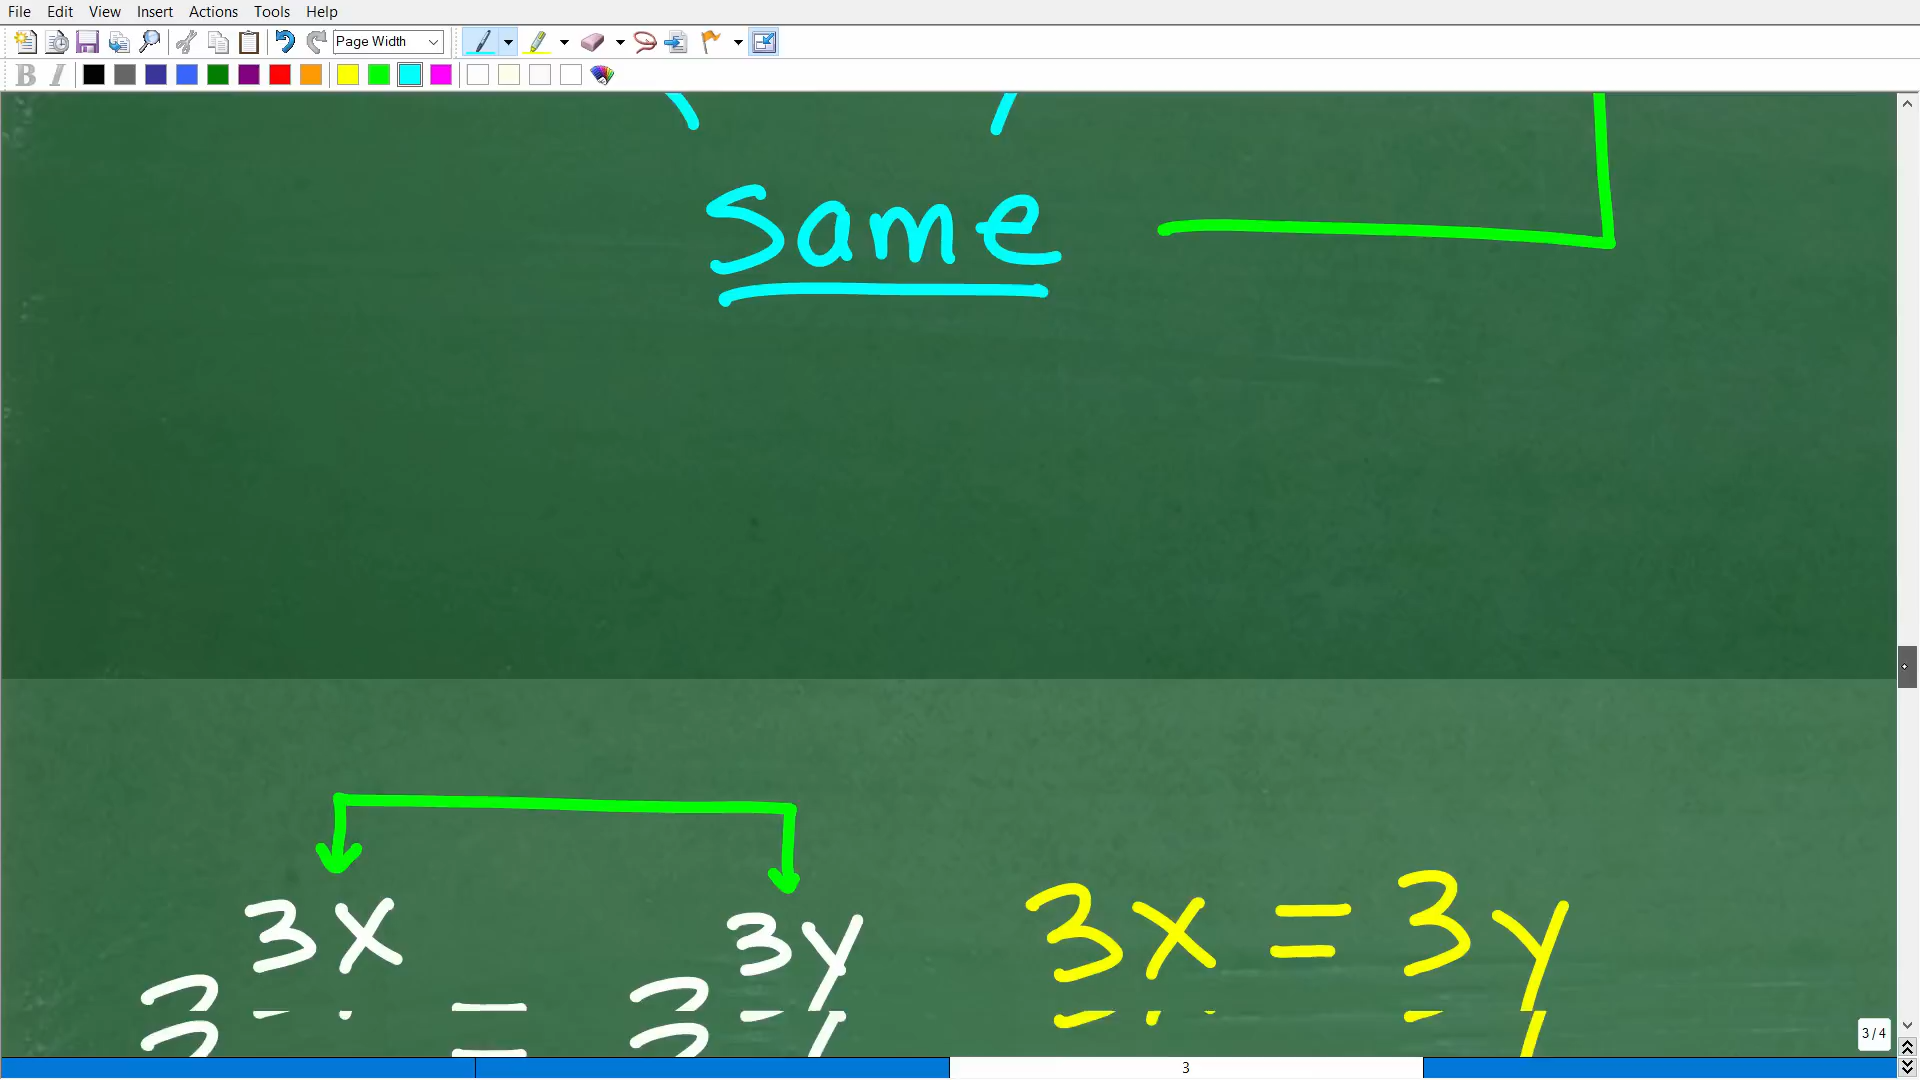 File Edit View Insert Actions Tools Help
Page Width
B I
Same
3x 3y 3x = 3y
=
3 / 4
3